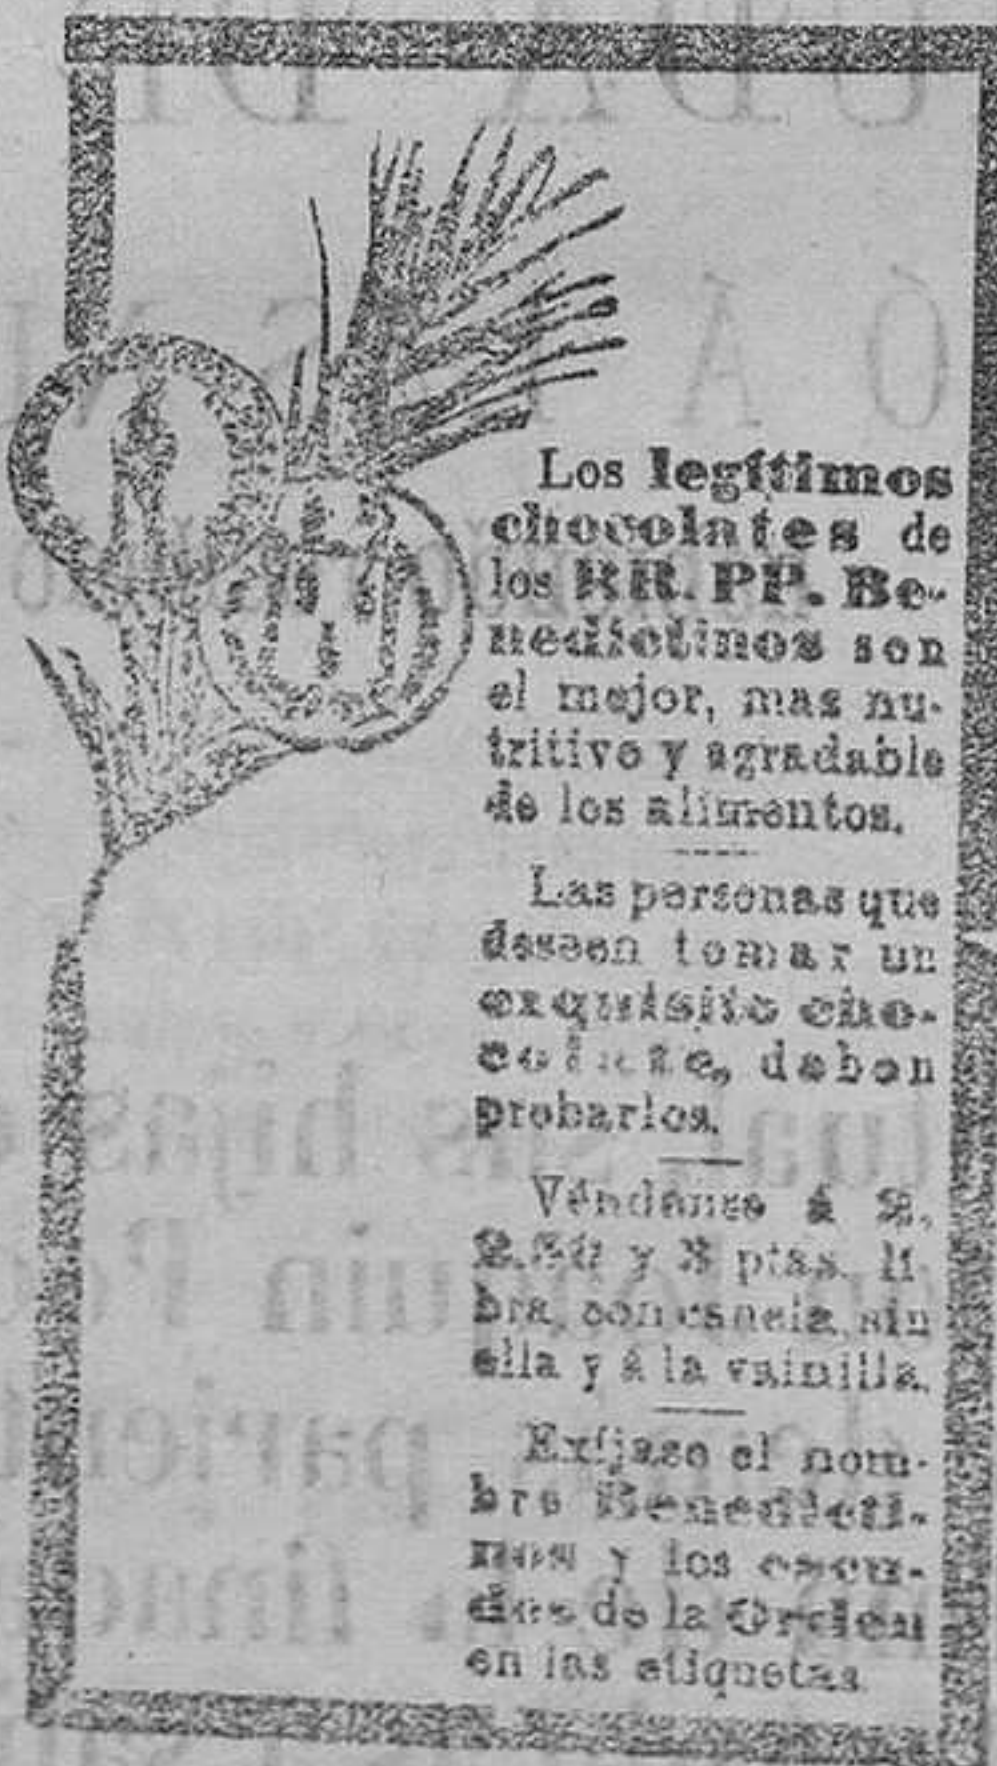 Los legítimos
chocolates de
los RR. PP. Be-
nedictinos son
el mejor, mas nu-
tritivo y agradable
de los alimentos.
Las personas que
deseen tomar un
exquisito cho-
colate, deben
probarlos.
Véndense á 2,
2.50 y 3 ptas. li-
bra, con canela, sin
ella y á la vainilla.
Exíjase el nom-
bre Benedicti-
nos y los escu-
dos de la Orden
en las etiquetas.